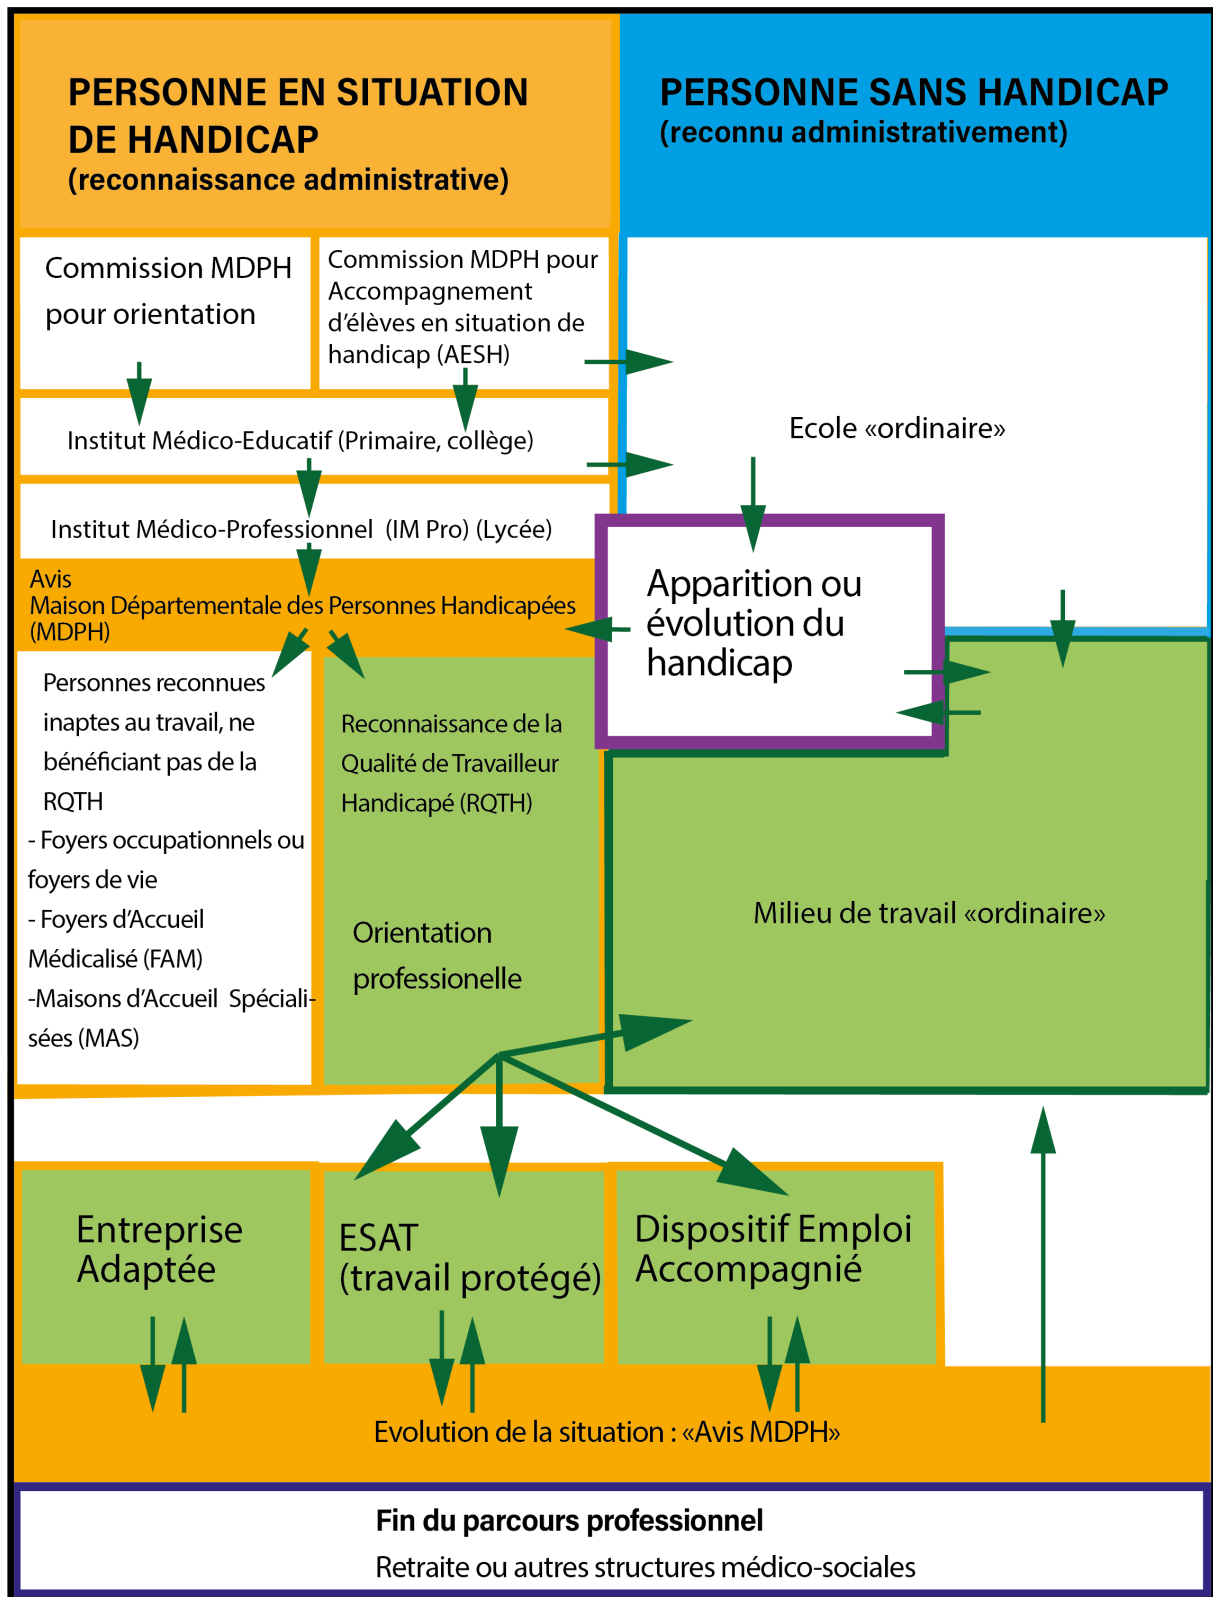 PERSONNE EN SITUATION
DE HANDICAP
(reconnaissance administrative)
PERSONNE SANS HANDICAP
(reconnu administrativement)
Commission MDPH
pour orientation
Commission MDPH pour
Accompagnement
d’élèves en situation de
handicap (AESH)
Ecole «ordinaire»
Institut Médico-Educatif (Primaire, collège)
Institut Médico-Professionnel (IM Pro) (Lycée)
Avis
Maison Départementale des Personnes Handicapées
(MDPH)
Apparition ou
évolution du
handicap
Personnes reconnues
inaptes au travail, ne
bénéficiant pas de la
RQTH
- Foyers occupationnels ou
foyers de vie
- Foyers d’Accueil
Médicalisé (FAM)
-Maisons d’Accueil Spéciali-
sées (MAS)
Reconnaissance de la
Qualité de Travailleur
Handicapé (RQTH)
Orientation
professionelle
Milieu de travail «ordinaire»
Entreprise
Adaptée
ESAT
(travail protégé)
Dispositif Emploi
Accompagnié
Evolution de la situation : «Avis MDPH»
Fin du parcours professionnel
Retraite ou autres structures médico-sociales